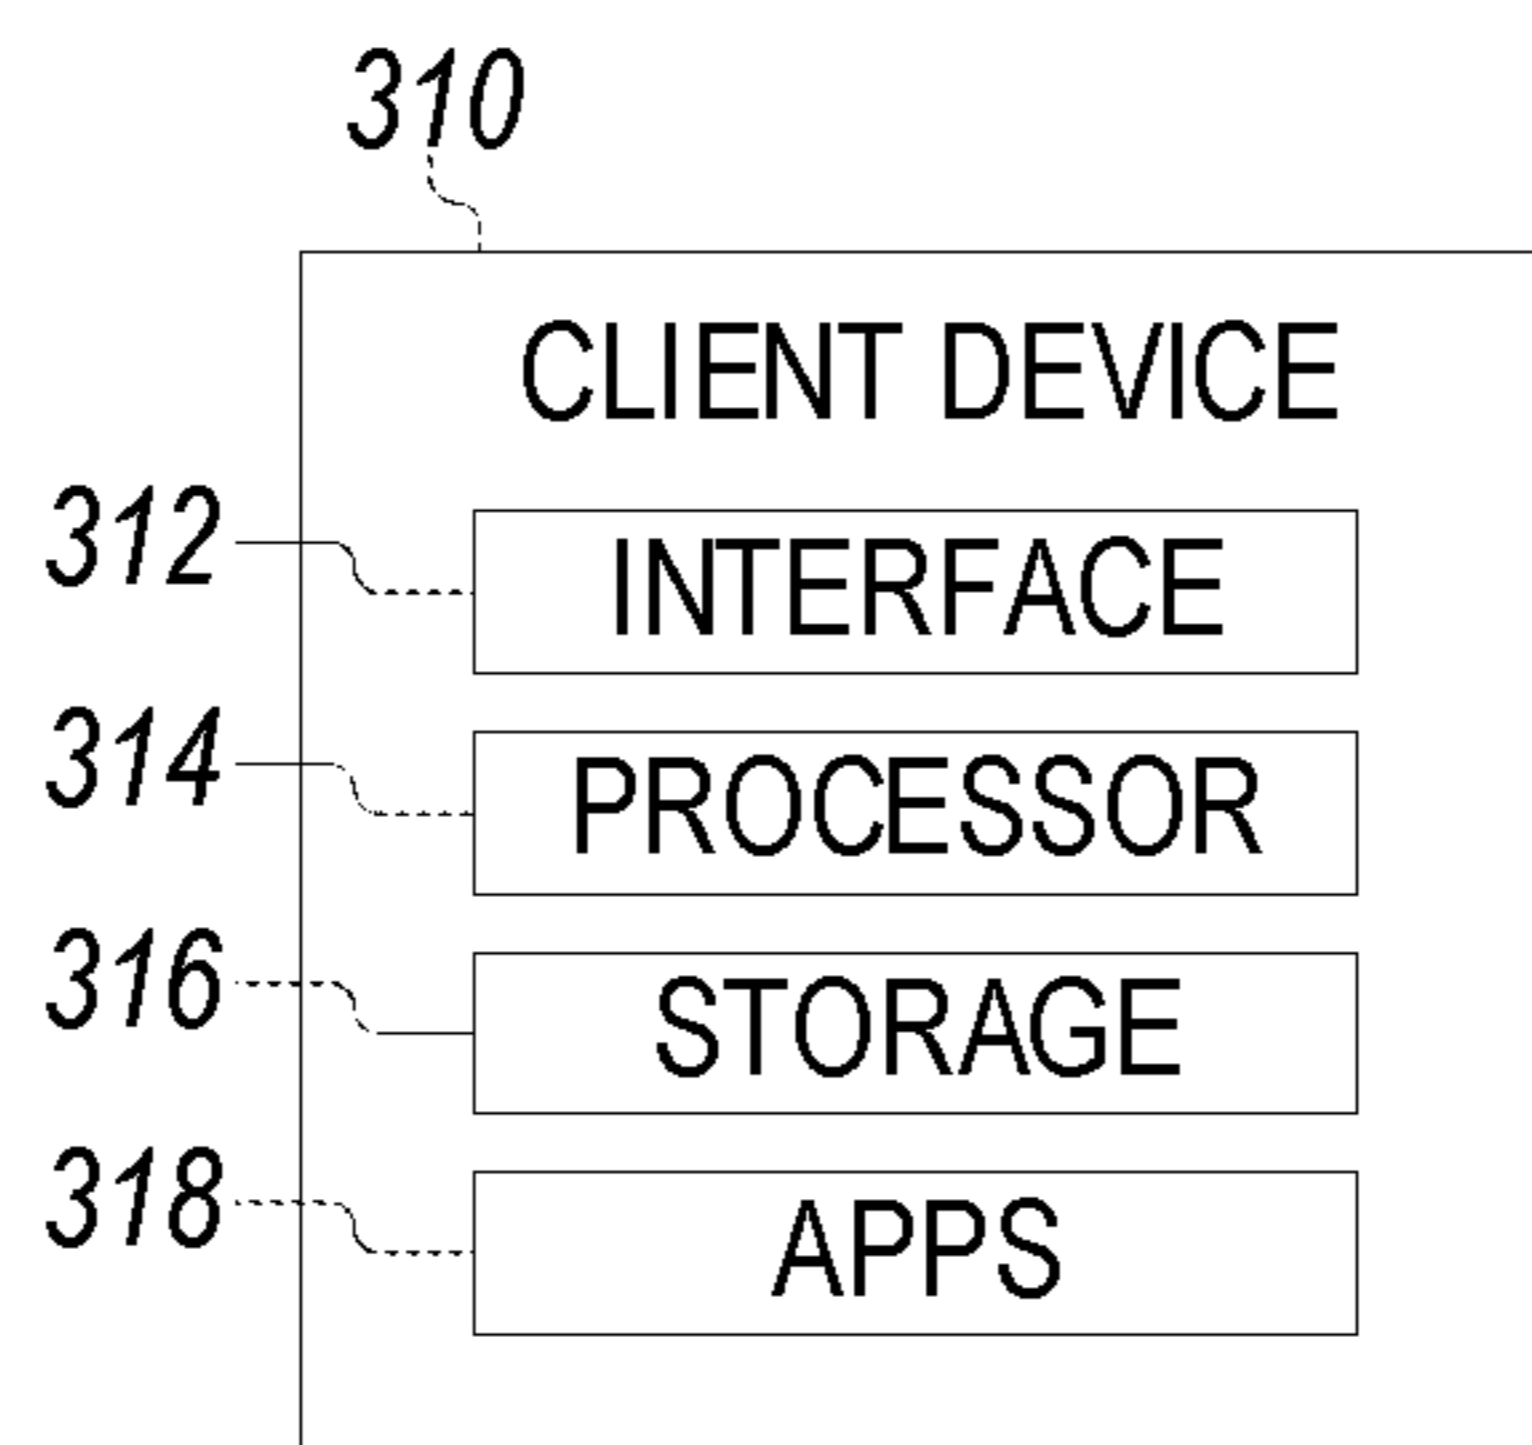 310
CLIENT DEVICE
312 INTERFACE
314 PROCESSOR
316 STORAGE
318 APPS